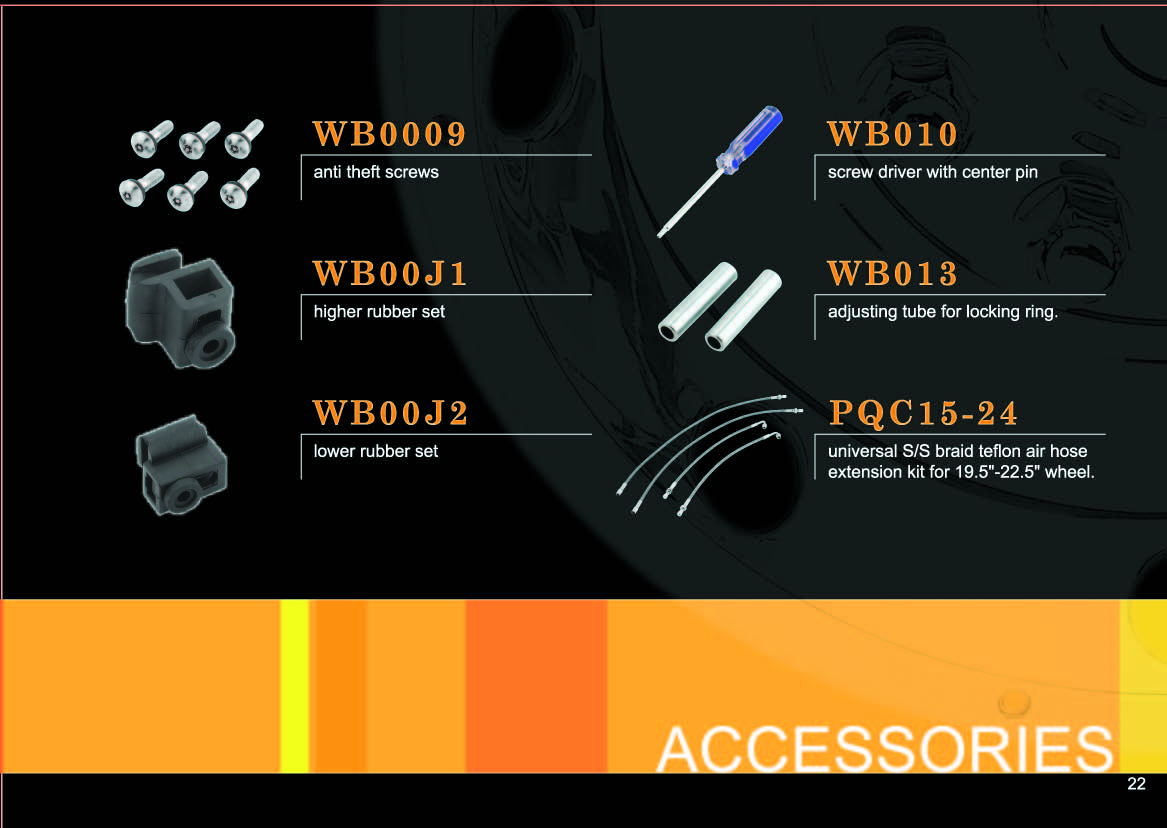 WB0009
anti theft screws
WB00J1
higher rubber set
WB00J2
lower rubber set
WB010
screw driver with center pin
WB013
adjusting tube for locking ring.
PQC15-24
universal S/S braid teflon air hose
extension kit for 19.5"-22.5" wheel.
ACCESSORIES
22